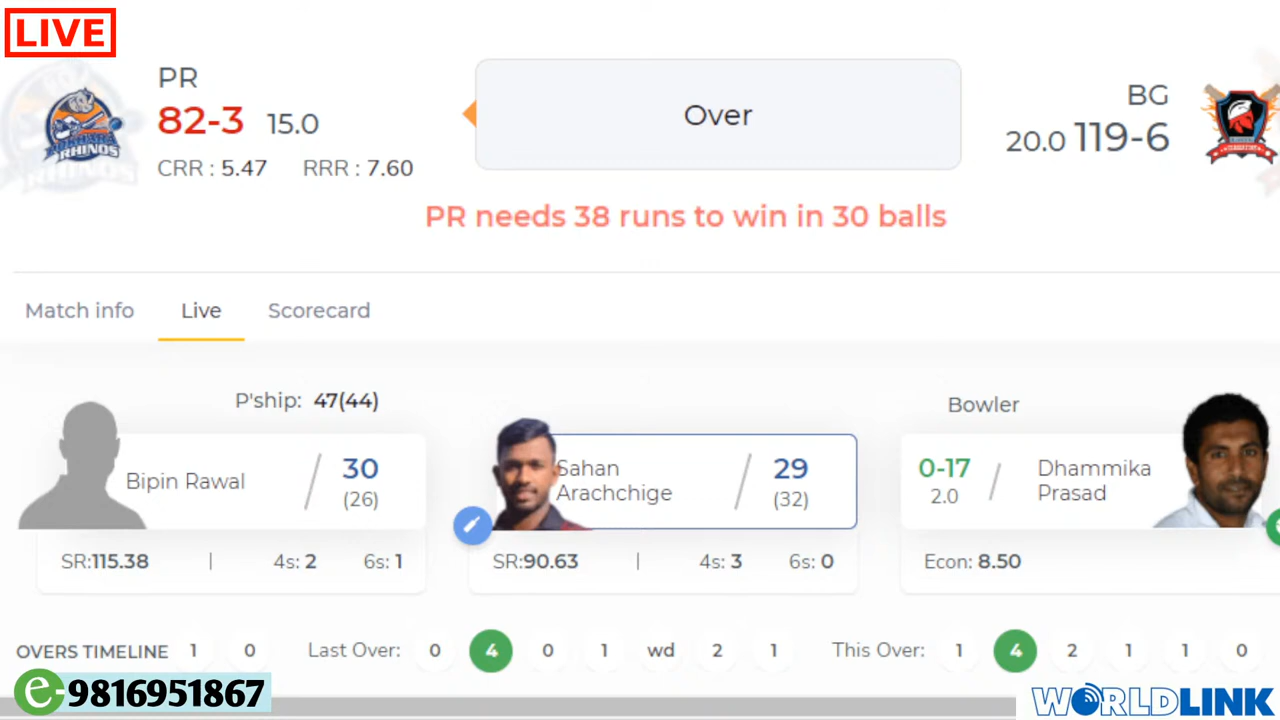 LIVE
PR
82-3 15.0
CRR : 5.47 RRR : 7.60
POKHARA
RHINOS
Over
BG
20.0 119-6
PR needs 38 runs to win in 30 balls
Match info Live Scorecard
P'ship: 47(44)
Bipin Rawal / 30
(26)
SR:115.38 | 4s: 2 6s: 1
Sahan
Arachchige / 29
(32)
SR:90.63 | 4s: 3 6s: 0
Bowler
0-17
2.0 / Dhammika
Prasad
Econ: 8.50
OVERS TIMELINE 1 0 Last Over: 0 4 0 1 wd 2 1 This Over: 1 4 2 1 1 0
e-9816951867
WORLDLINK